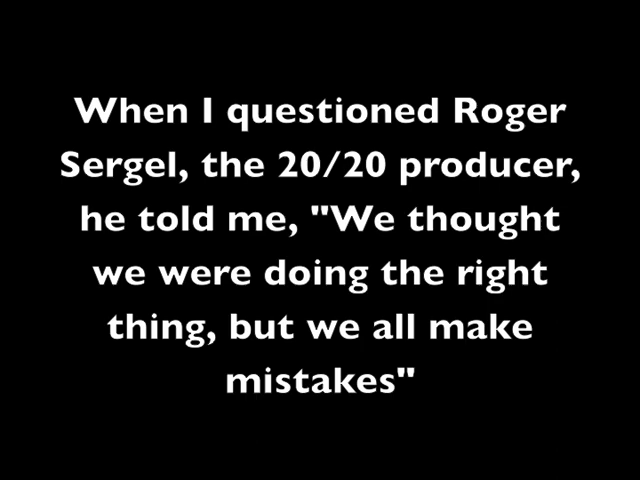 When I questioned Roger
Sergel, the 20/20 producer,
he told me, "We thought
we were doing the right
thing, but we all make
mistakes"